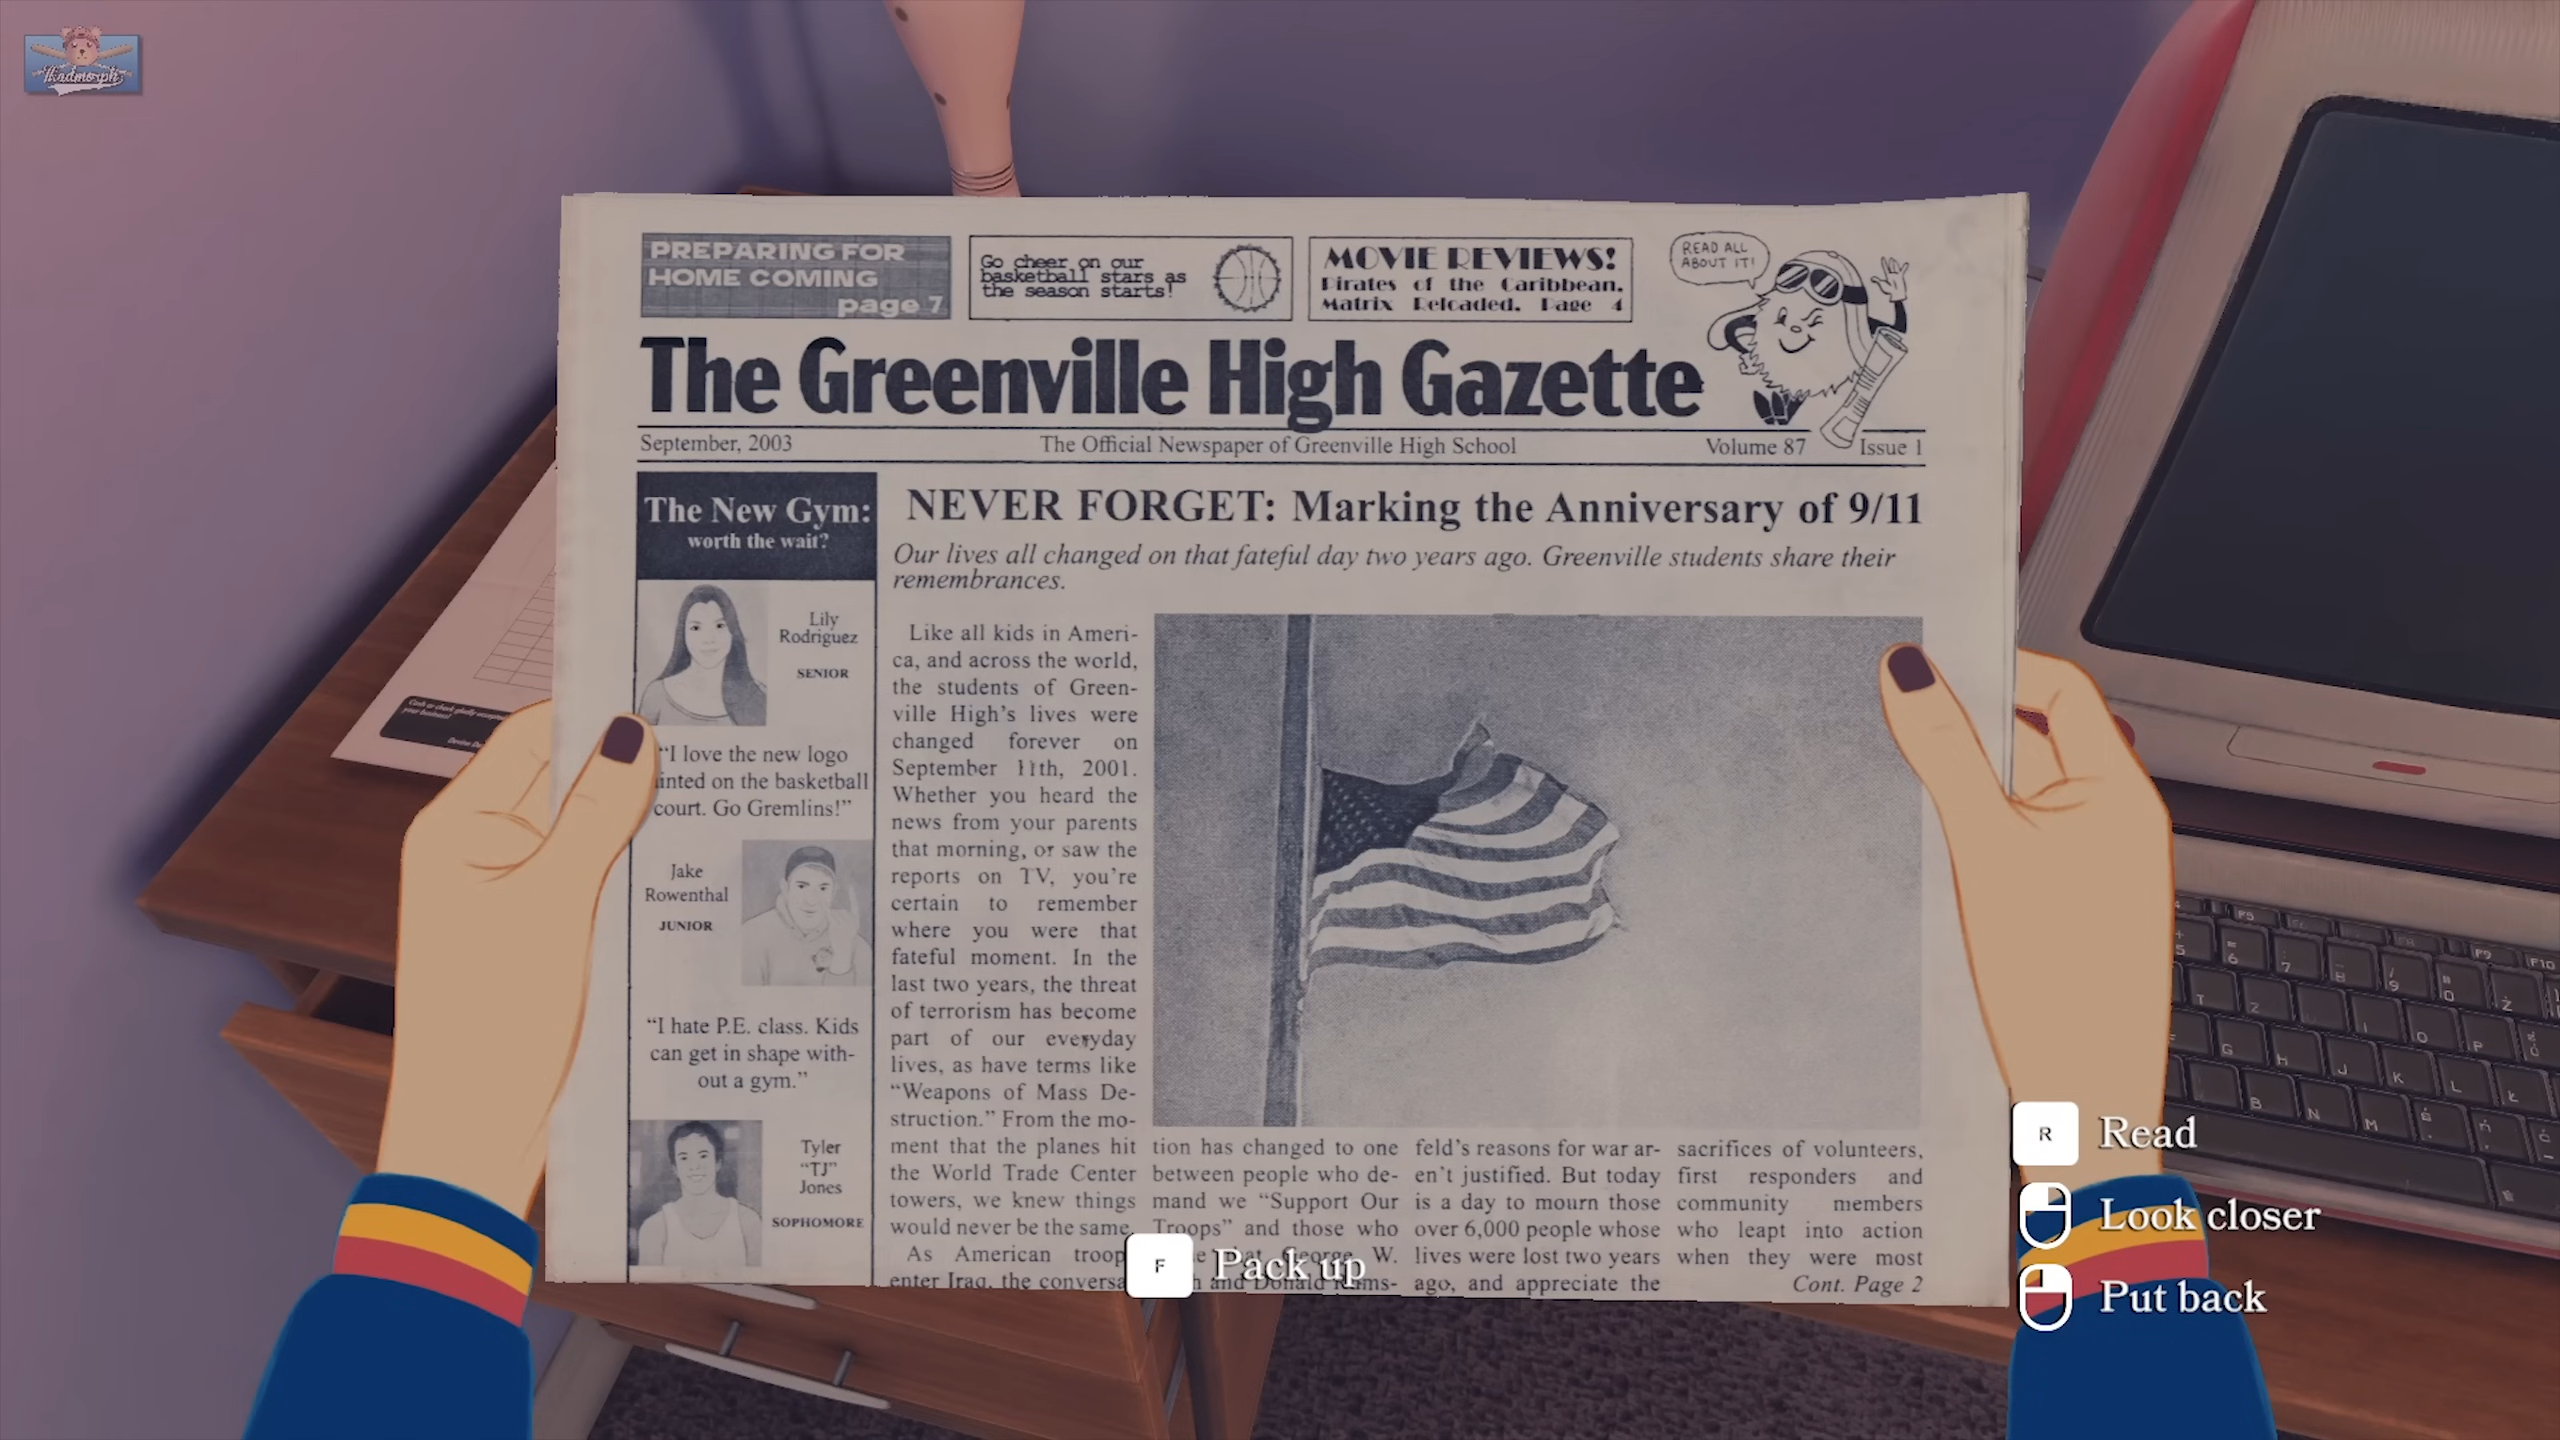 Mindmorph
PREPARING FOR
HOME COMING
page 7
Go cheer on our
basketball stars as
the season starts!
MOVIE REVIEWS!
Pirates of the Caribbean.
Matrix Reloaded. Page 4
READ ALL
ABOUT IT!
The Greenville High Gazette
September, 2003
The Official Newspaper of Greenville High School
Volume 87
Issue 1
The New Gym:
worth the wait?
Lily
Rodriguez
SENIOR
"I love the new logo
inted on the basketball
court. Go Gremlins!"
Jake
Rowenthal
JUNIOR
"I hate P.E. class. Kids
can get in shape with-
out a gym."
Tyler
"TJ"
Jones
SOPHOMORE
NEVER FORGET: Marking the Anniversary of 9/11
Our lives all changed on that fateful day two years ago. Greenville students share their
remembrances.
Like all kids in Ameri-
ca, and across the world,
the students of Green-
ville High's lives were
changed forever on
September 11th, 2001.
Whether you heard the
news from your parents
that morning, or saw the
reports on TV, you're
certain to remember
where you were that
fateful moment. In the
last two years, the threat
of terrorism has become
part of our everyday
lives, as have terms like
"Weapons of Mass De-
struction." From the mo-
ment that the planes hit
the World Trade Center
towers, we knew things
would never be the same.
As American troop
enter Iraq, the conversa
tion has changed to one
between people who de-
mand we "Support Our
Troops" and those who
George W.
and Donald Rums-
feld's reasons for war ar-
en't justified. But today
is a day to mourn those
over 6,000 people whose
lives were lost two years
ago, and appreciate the
sacrifices of volunteers,
first responders and
community members
who leapt into action
when they were most
Cont. Page 2
F Pack up
R Read
Look closer
Put back